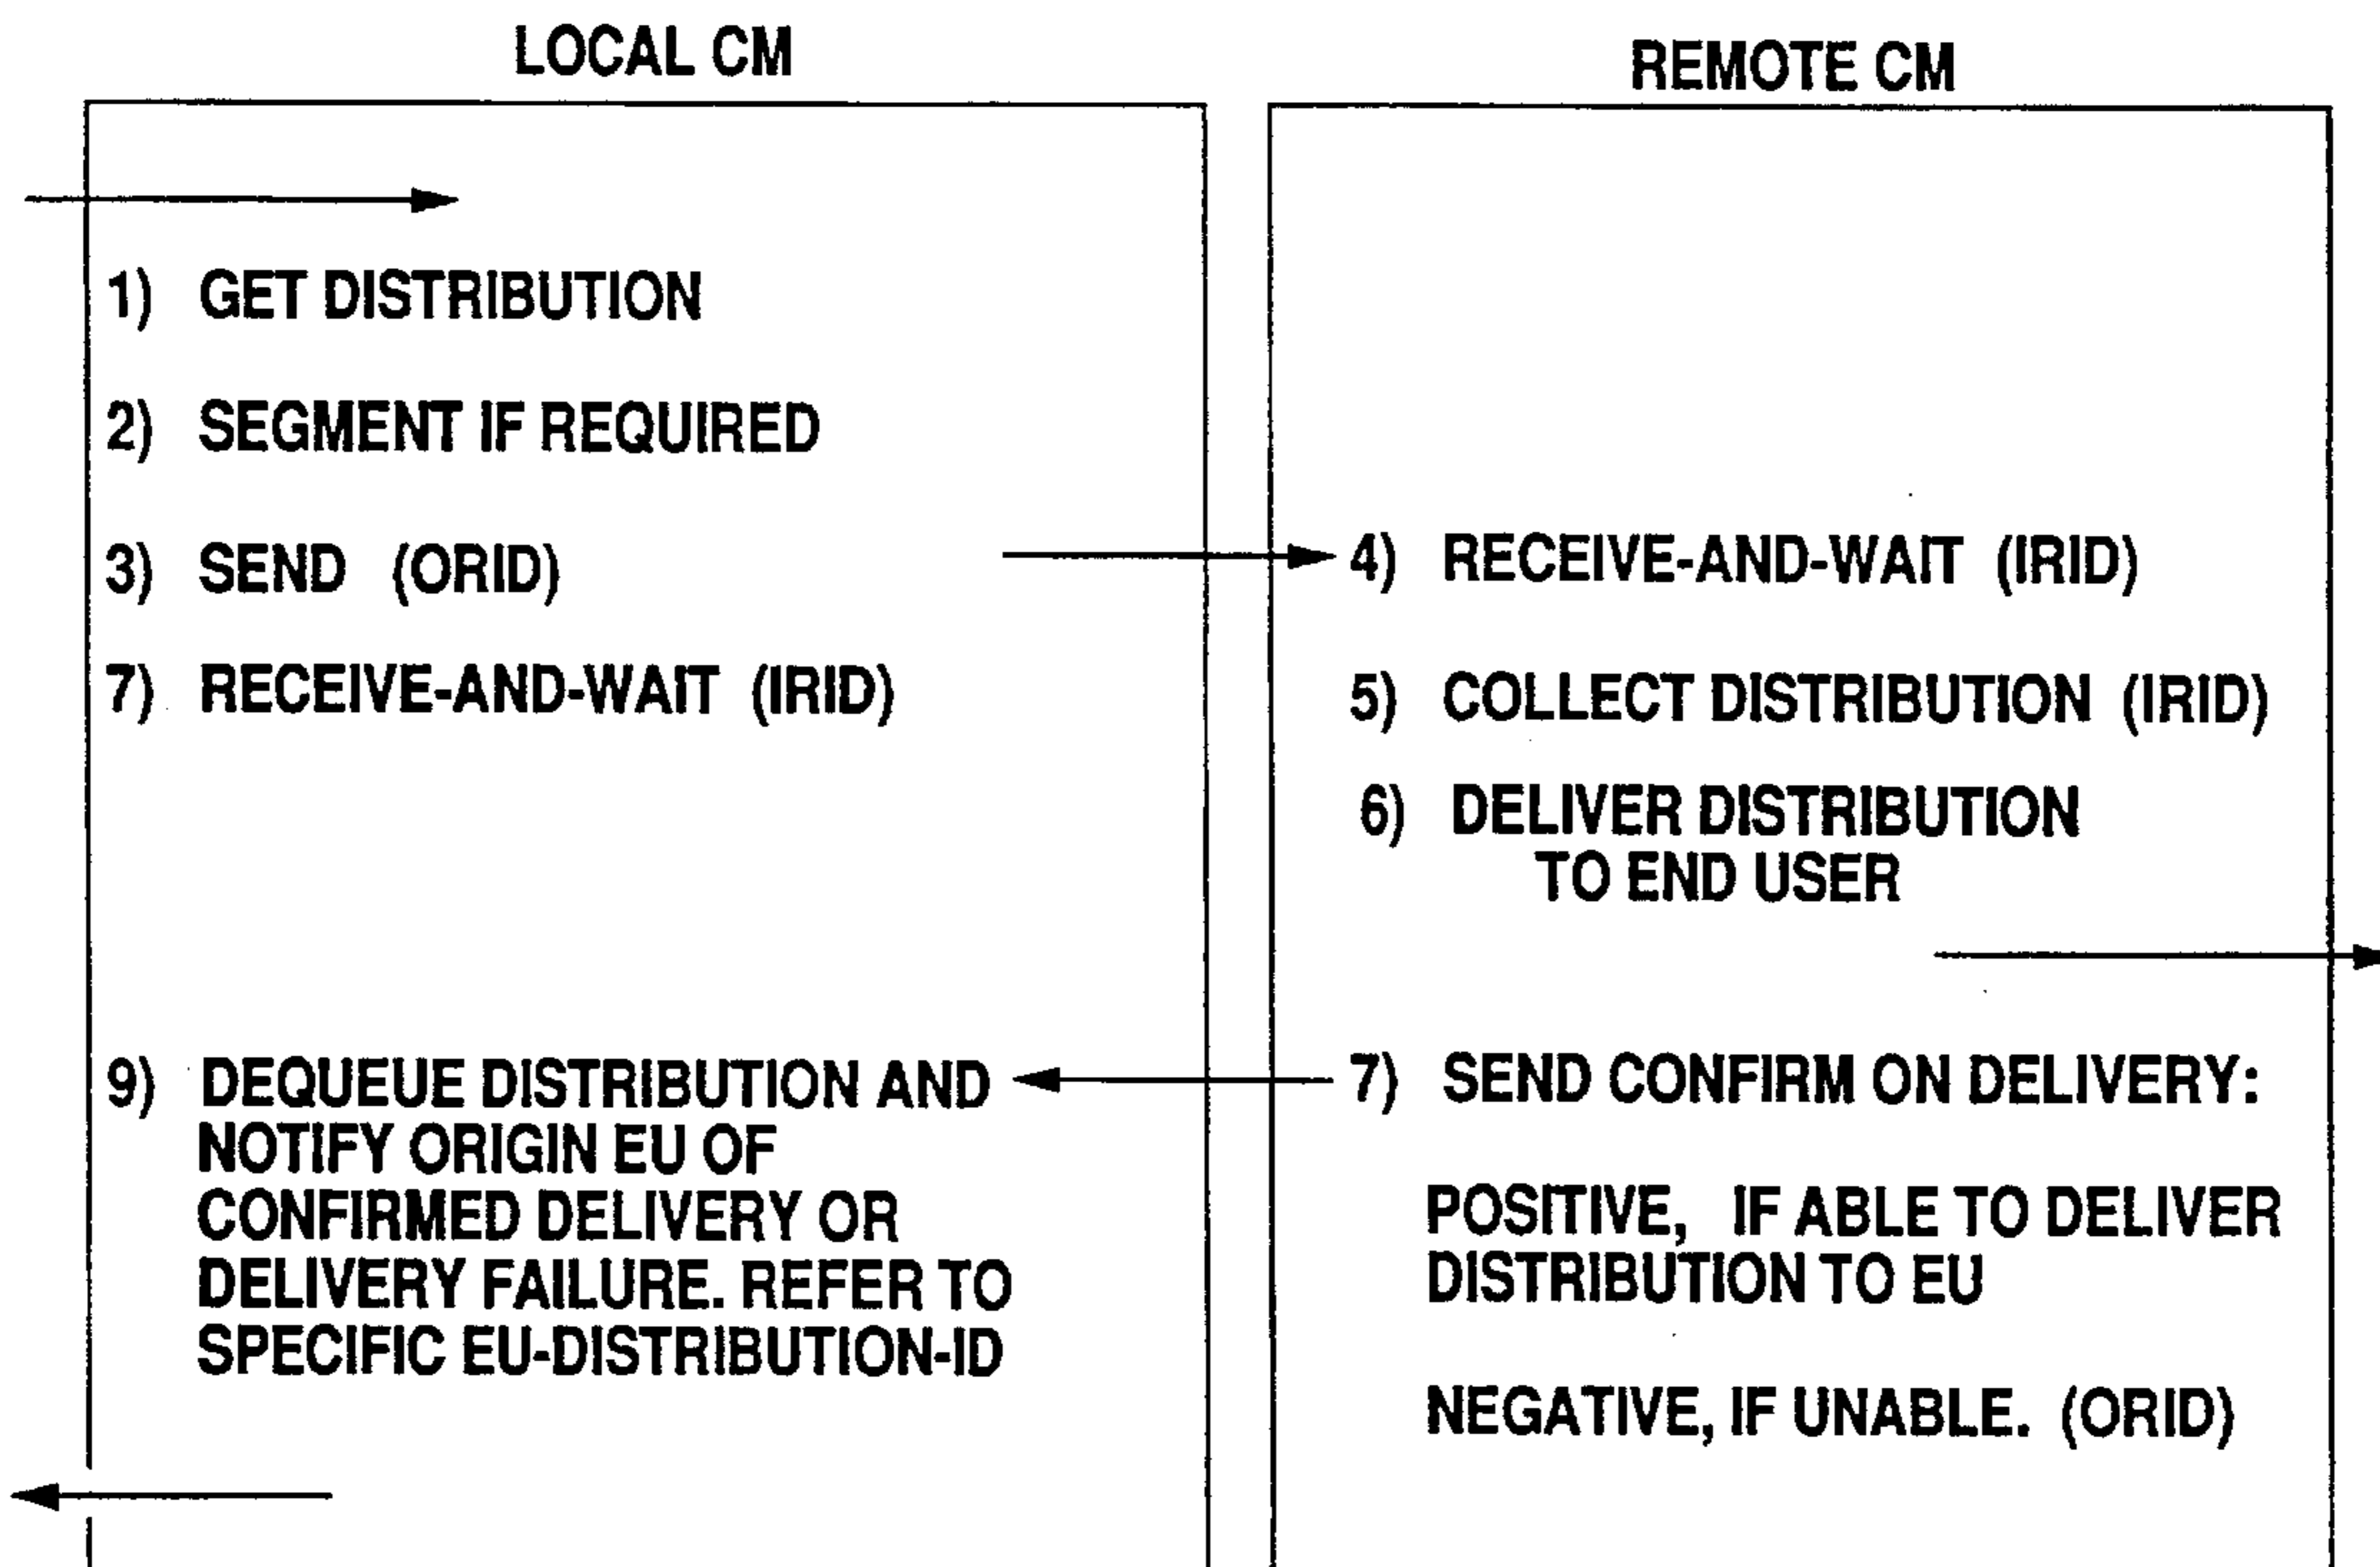 LOCAL CM
1) GET DISTRIBUTION
2) SEGMENT IF REQUIRED
3) SEND (ORID)
7) RECEIVE-AND-WAIT (IRID)
9) DEQUEUE DISTRIBUTION AND
NOTIFY ORIGIN EU OF
CONFIRMED DELIVERY OR
DELIVERY FAILURE. REFER TO
SPECIFIC EU-DISTRIBUTION-ID
REMOTE CM
4) RECEIVE-AND-WAIT (IRID)
5) COLLECT DISTRIBUTION (IRID)
6) DELIVER DISTRIBUTION
TO END USER
7) SEND CONFIRM ON DELIVERY:
POSITIVE, IF ABLE TO DELIVER
DISTRIBUTION TO EU
NEGATIVE, IF UNABLE. (ORID)